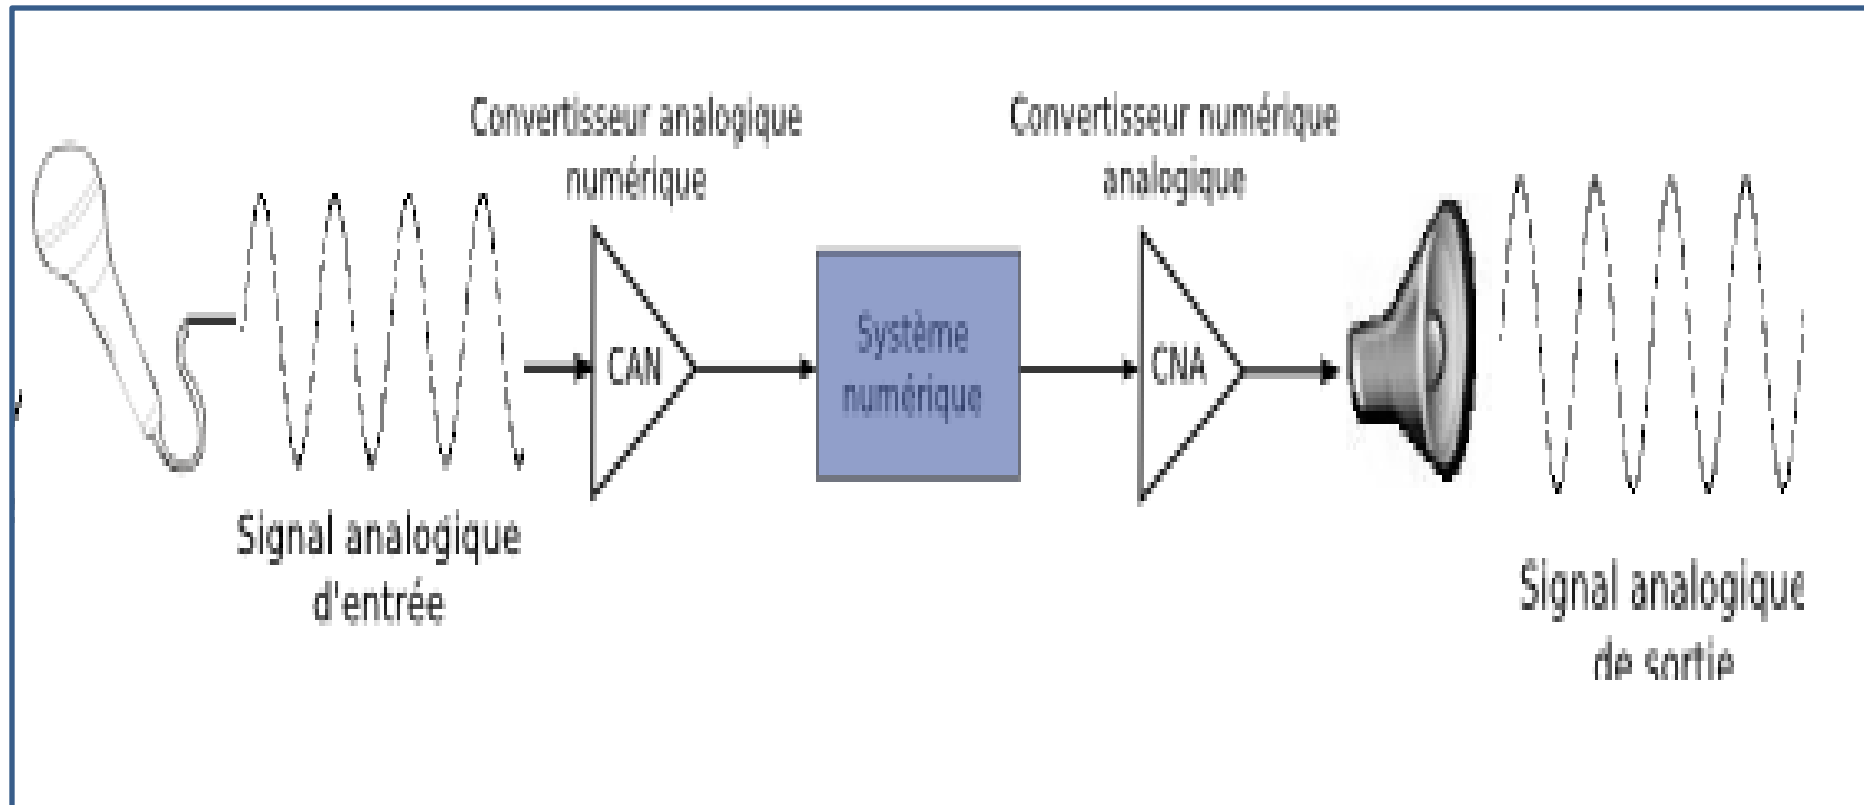 Convertisseur analogique
numérique
Convertisseur numérique
analogique
CAN
Système
numérique
CNA
Signal analogique
d'entrée
Signal analogique
de sortie